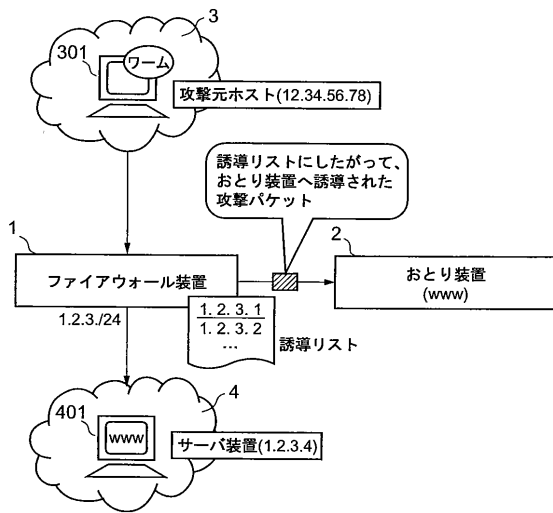 3
301
ワーム
攻撃元ホスト(12.34.56.78)
誘導リストにしたがって、
おとり装置へ誘導された
攻撃パケット
1
2
ファイアウォール装置
おとり装置
(www)
1.2.3./24
1. 2. 3. 1
1. 2. 3. 2
…
誘導リスト
4
401
www
サーバ装置(1.2.3.4)